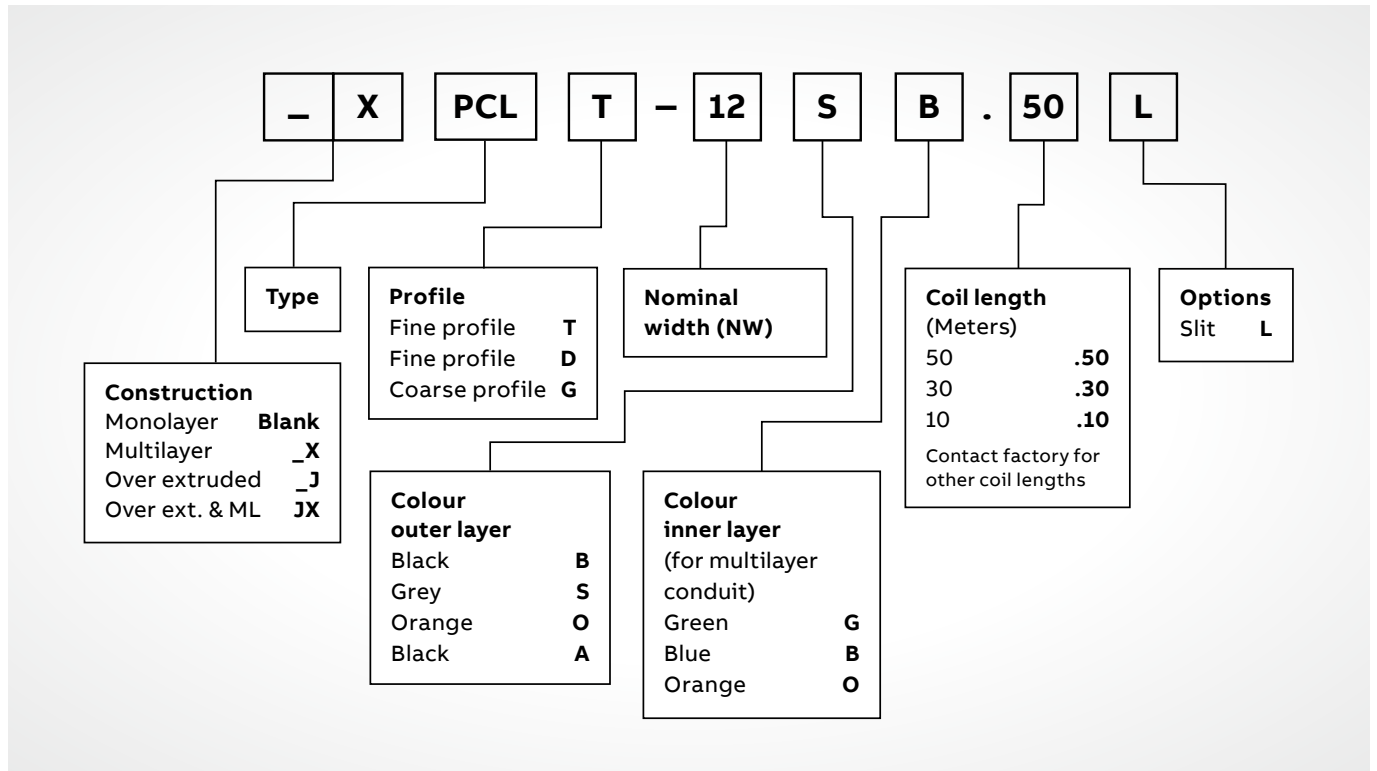 _ X PCL T – 12 S B . 50 L
Type
Profile
Fine profile T
Fine profile D
Coarse profile G
Nominal
width (NW)
Coil length
(Meters)
50 .50
30 .30
10 .10
Contact factory for
other coil lengths
Options
Slit L
Construction
Monolayer Blank
Multilayer _X
Over extruded _J
Over ext. & ML JX
Colour
outer layer
Black B
Grey S
Orange O
Black A
Colour
inner layer
(for multilayer
conduit)
Green G
Blue B
Orange O